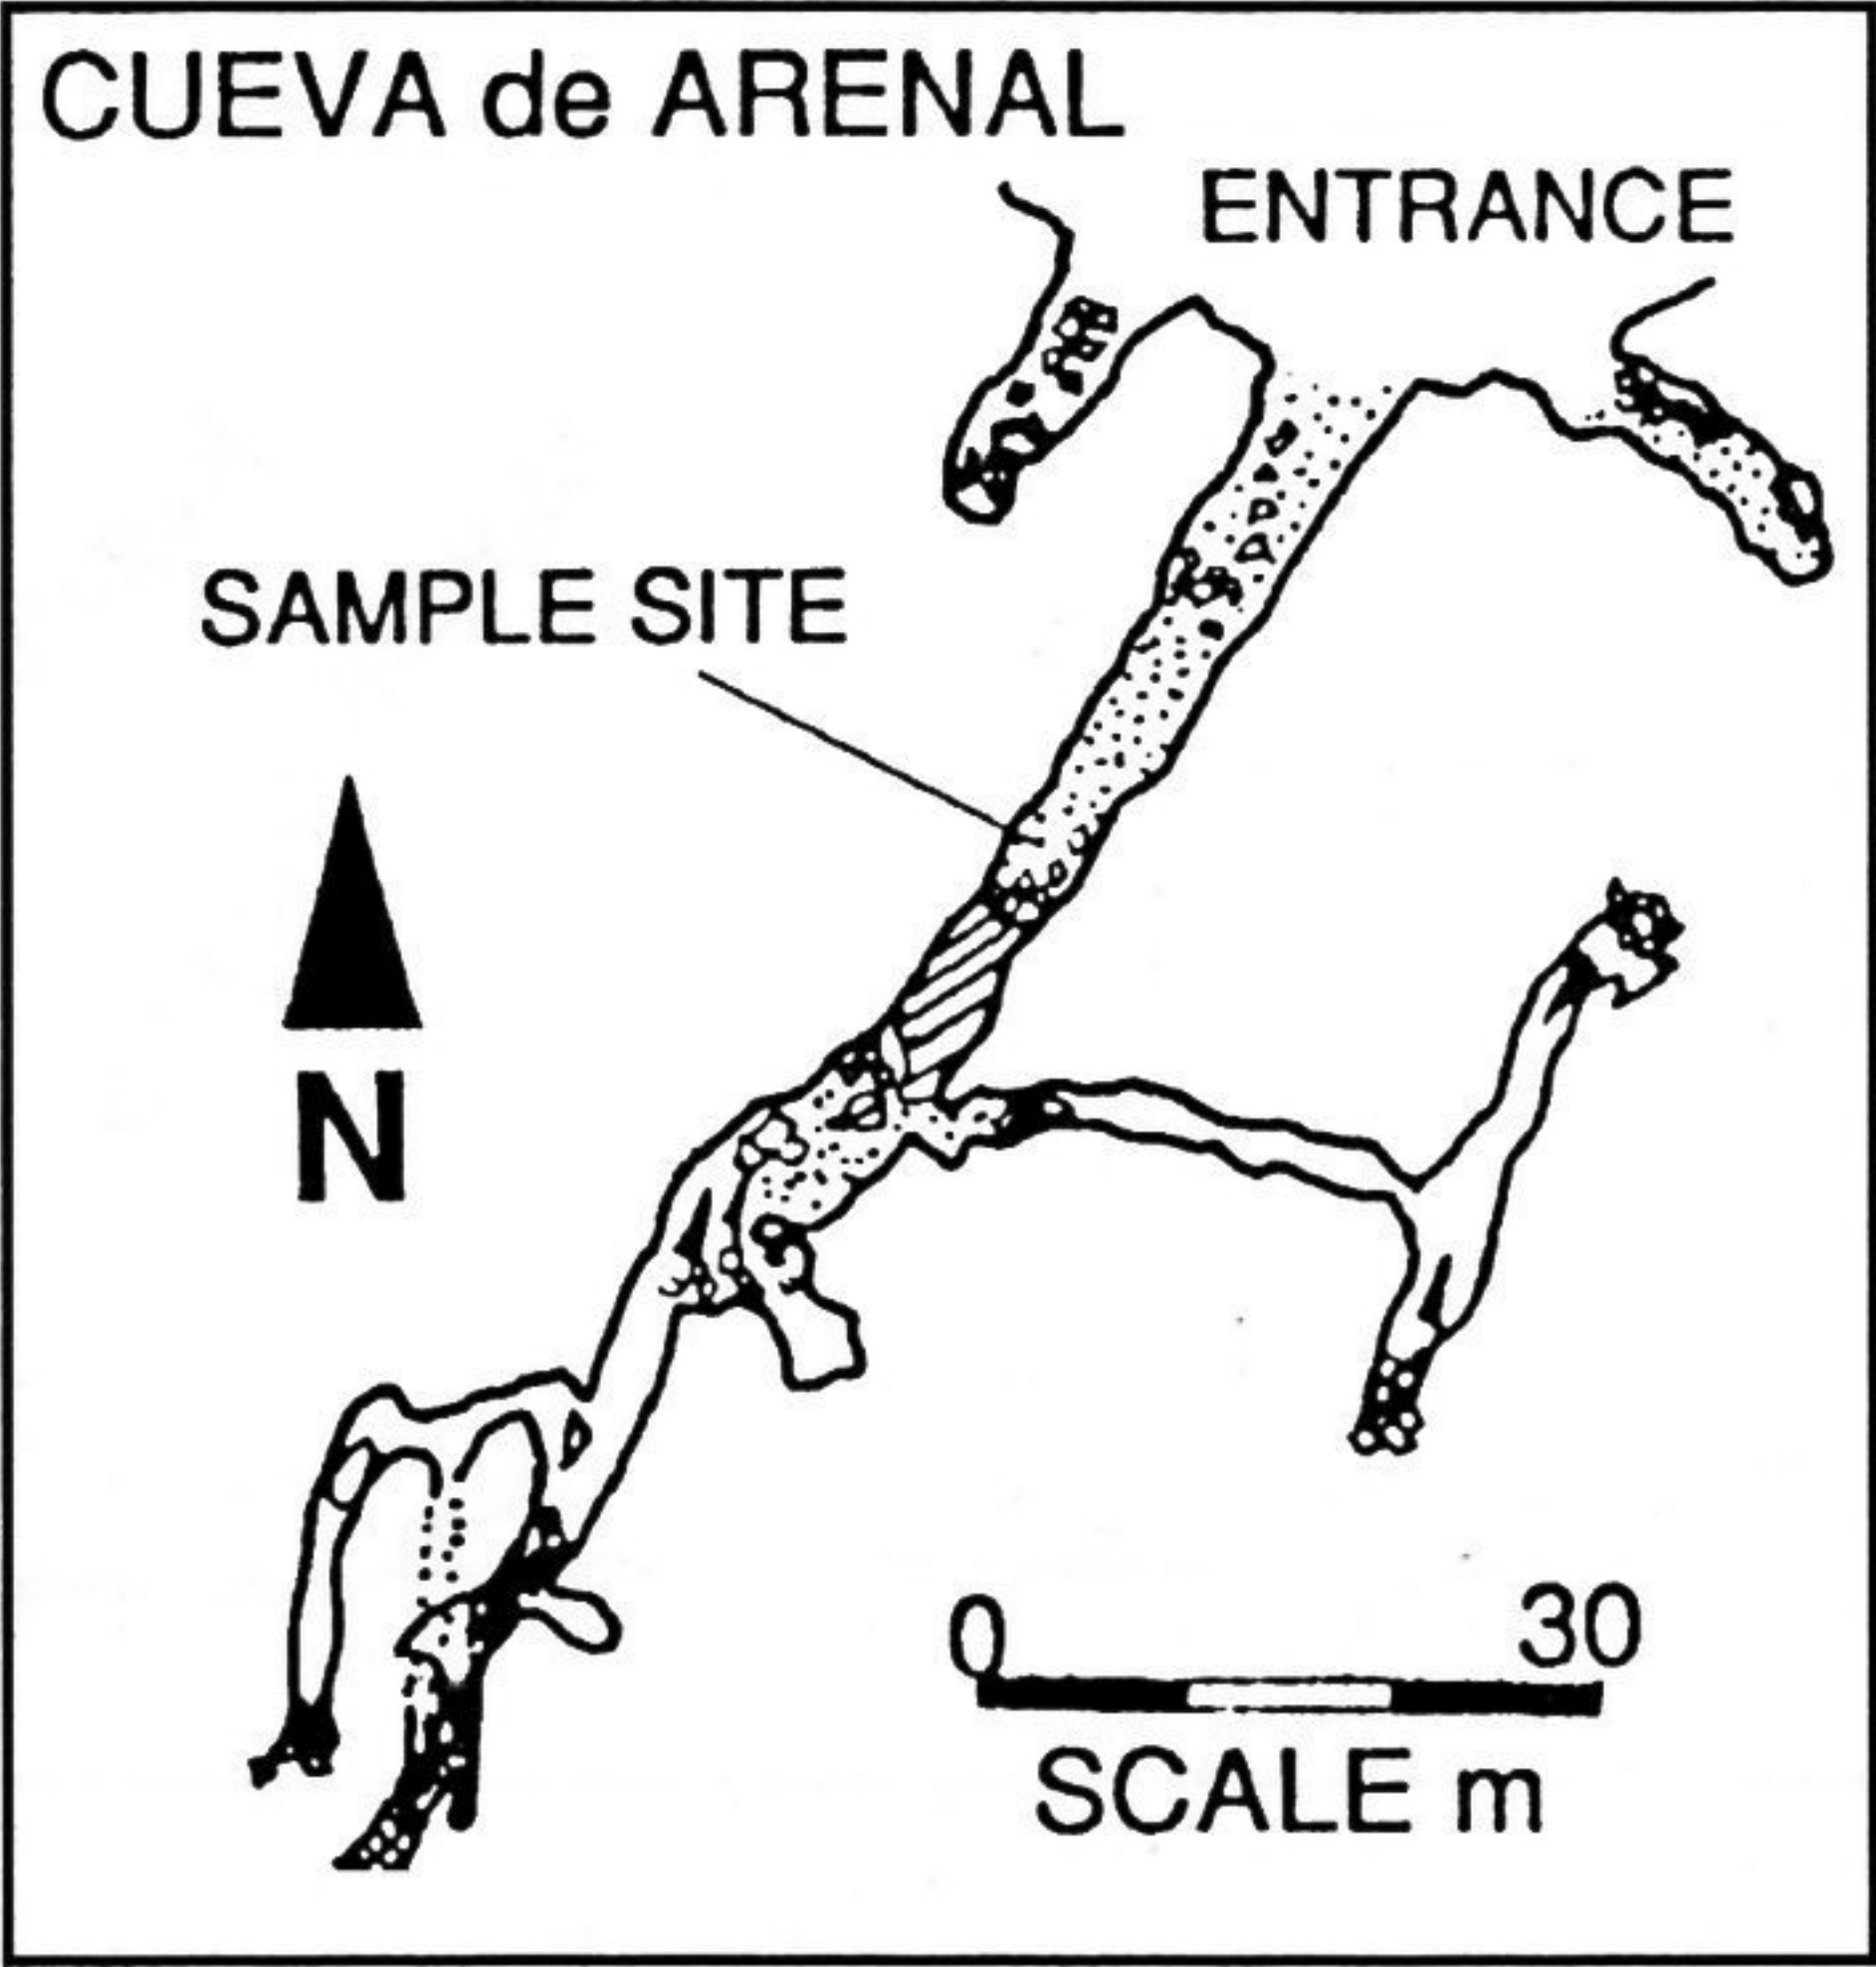 CUEVA de ARENAL
ENTRANCE
SAMPLE SITE
N
0 30
SCALE m